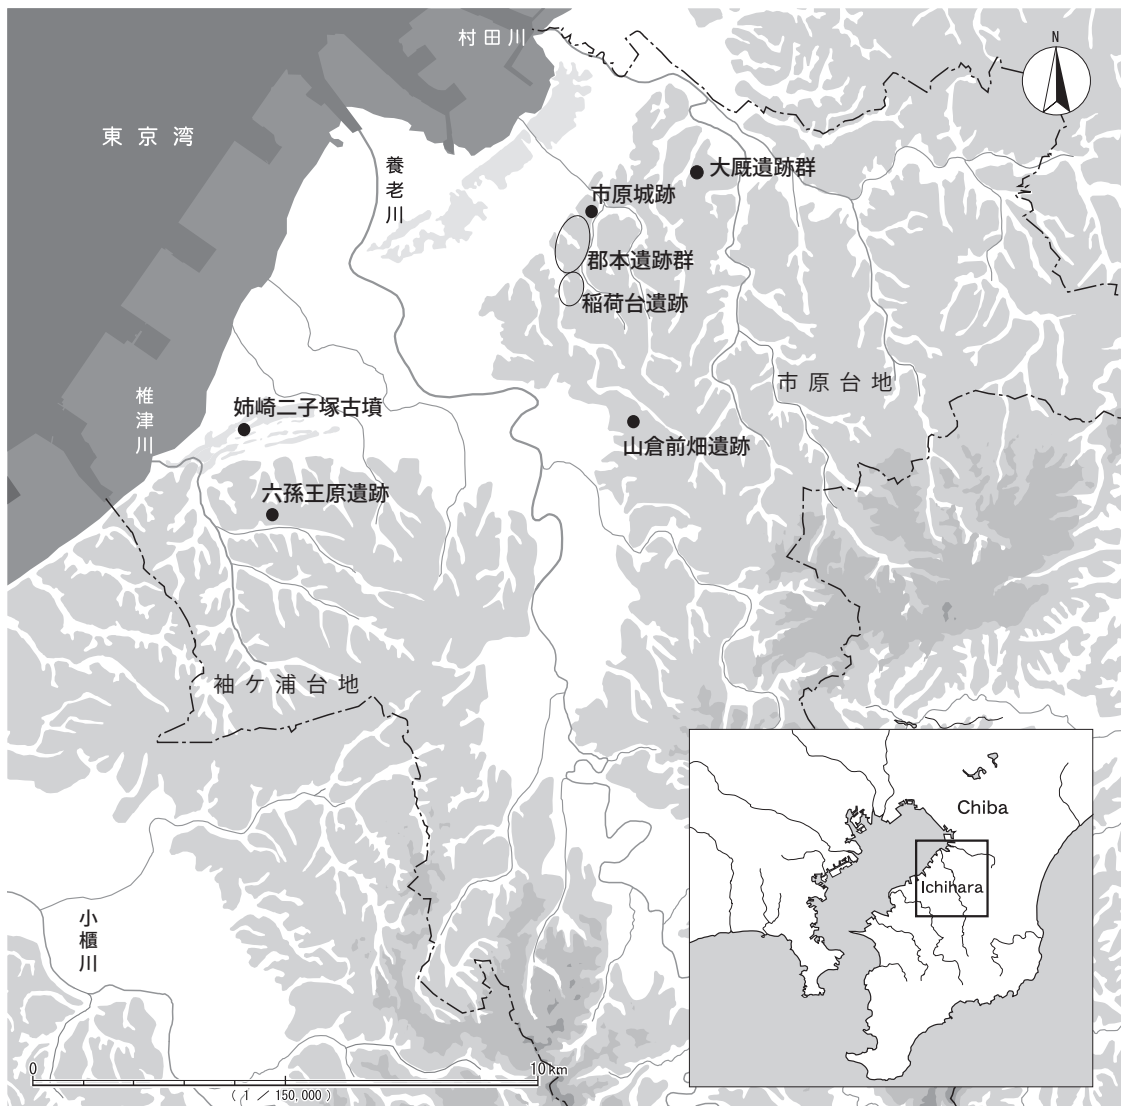 村田川
N
東京湾
養老川
大厩遺跡群
市原城跡
郡本遺跡群
稲荷台遺跡
市原台地
椎津川
姉崎二子塚古墳
山倉前畑遺跡
六孫王原遺跡
袖ケ浦台地
Chiba
Ichihara
小櫃川
0
10km
(1/150,000)